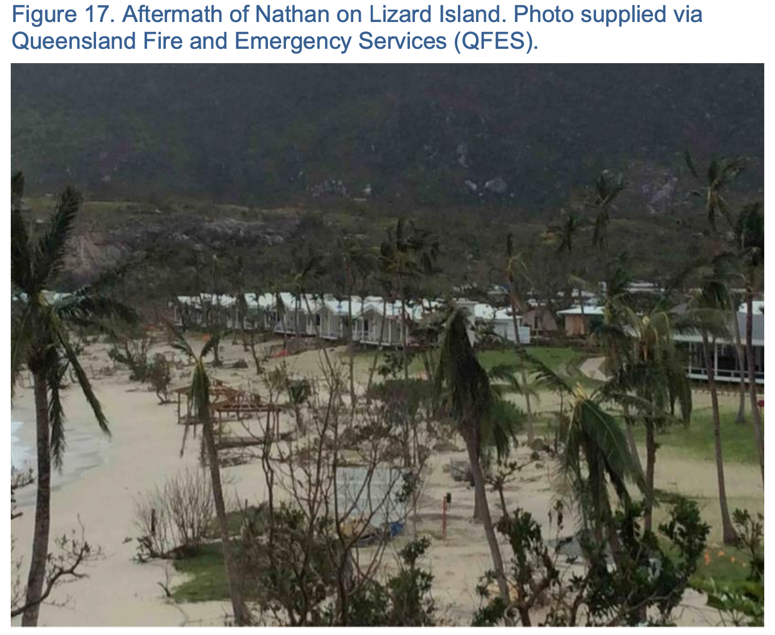 Figure 17. Aftermath of Nathan on Lizard Island. Photo supplied via
Queensland Fire and Emergency Services (QFES).